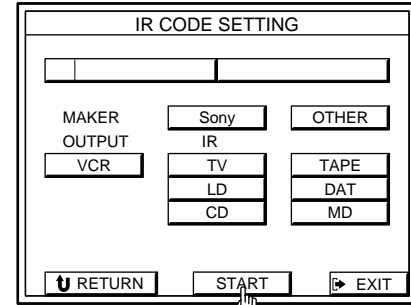 IR CODE SETTING
MAKER Sony OTHER
OUTPUT IR
VCR TV TAPE
LD DAT
CD MD
RETURN START EXIT